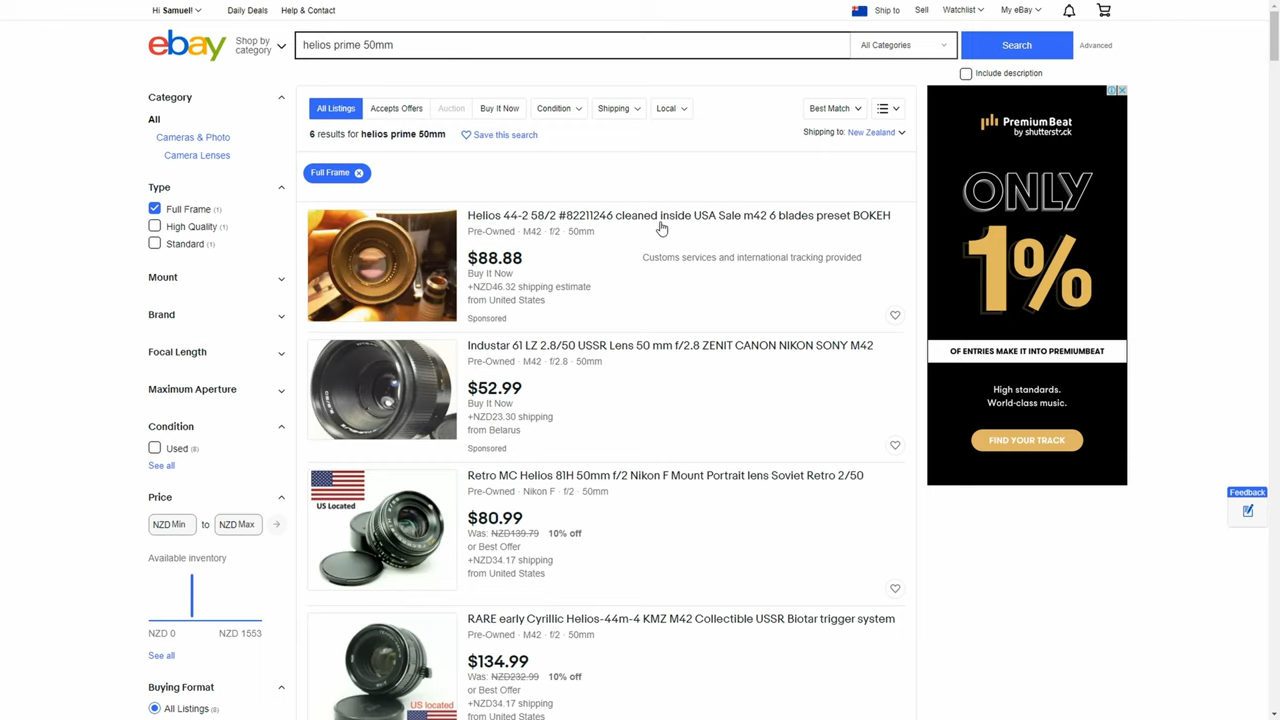 Hi Samuel!
Daily Deals
Help & Contact
Ship to
Sell
Watchlist
My eBay
ebay
Shop by
category
helios prime 50mm
All Categories
Search
Advanced
Include description
Category
All
Cameras & Photo
Camera Lenses
Type
Full Frame (1)
High Quality (1)
Standard (1)
Mount
Brand
Focal Length
Maximum Aperture
Condition
Used (8)
See all
Price
NZD Min to NZD Max
Available inventory
NZD 0 NZD 1553
See all
Buying Format
All Listings (8)
All Listings
Accepts Offers
Auction
Buy It Now
Condition
Shipping
Local
Best Match
6 results for helios prime 50mm
Save this search
Shipping to: New Zealand
Full Frame
Helios 44-2 58/2 #82211246 cleaned inside USA Sale m42 6 blades preset BOKEH
Pre-Owned · M42 · f/2 · 50mm
$88.88
Customs services and international tracking provided
Buy It Now
+NZD46.32 shipping estimate
from United States
Sponsored
Industar 61 LZ 2.8/50 USSR Lens 50 mm f/2.8 ZENIT CANON NIKON SONY M42
Pre-Owned · M42 · f/2.8 · 50mm
$52.99
Buy It Now
+NZD23.30 shipping
from Belarus
Sponsored
US Located
Retro MC Helios 81H 50mm f/2 Nikon F Mount Portrait lens Soviet Retro 2/50
Pre-Owned · Nikon F · f/2 · 50mm
$80.99
Was: NZD139.79 10% off
or Best Offer
+NZD34.17 shipping
from United States
US located
RARE early Cyrillic Helios-44m-4 KMZ M42 Collectible USSR Biotar trigger system
Pre-Owned · M42 · f/2 · 50mm
$134.99
Was: NZD232.99 10% off
or Best Offer
+NZD34.17 shipping
from United States
PremiumBeat
by shutterstock
ONLY
1%
OF ENTRIES MAKE IT INTO PREMIUMBEAT
High standards.
World-class music.
FIND YOUR TRACK
Feedback